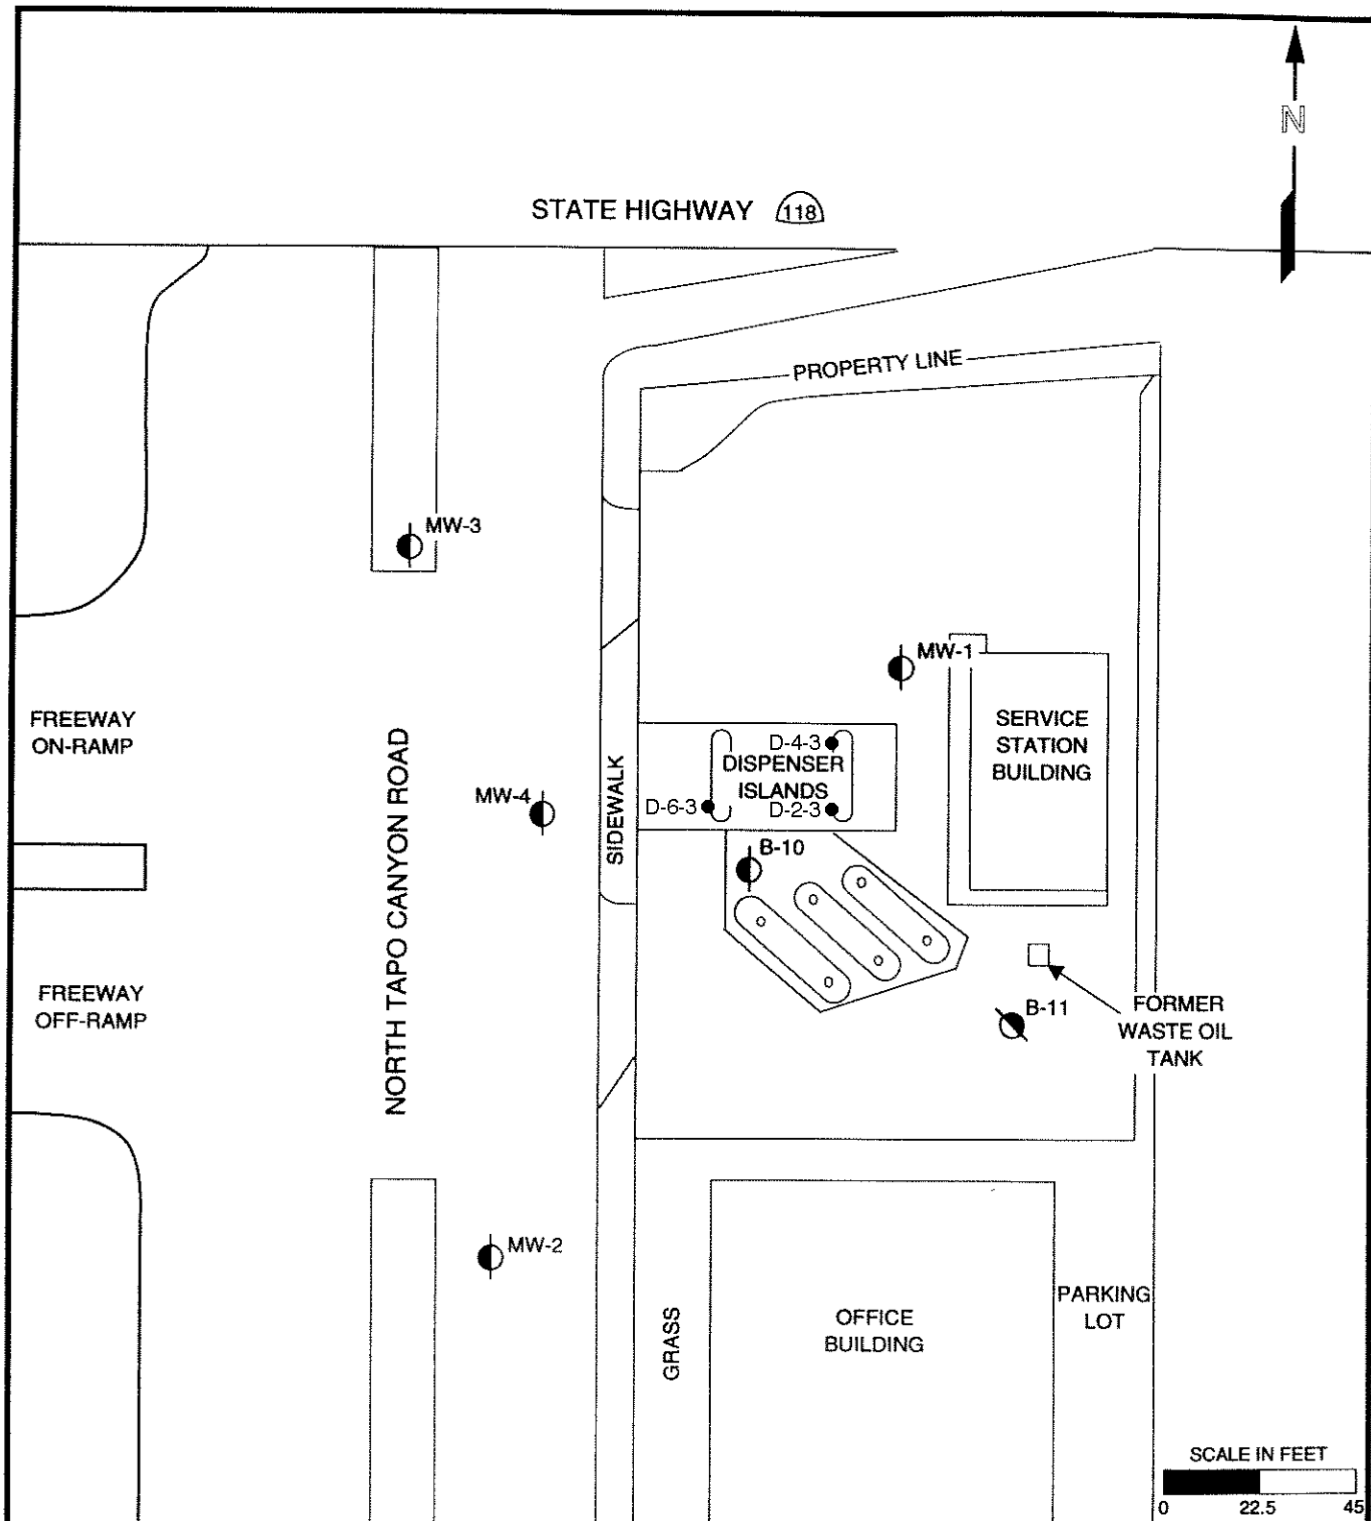 N
STATE HIGHWAY 118
PROPERTY LINE
MW-3
MW-1
FREEWAY
ON-RAMP
SERVICE
STATION
BUILDING
D-4-3
DISPENSER
ISLANDS
D-6-3
D-2-3
MW-4
SIDEWALK
NORTH TAPO CANYON ROAD
B-10
FREEWAY
OFF-RAMP
B-11
FORMER
WASTE OIL
TANK
MW-2
GRASS
OFFICE
BUILDING
PARKING
LOT
SCALE IN FEET
0 22.5 45